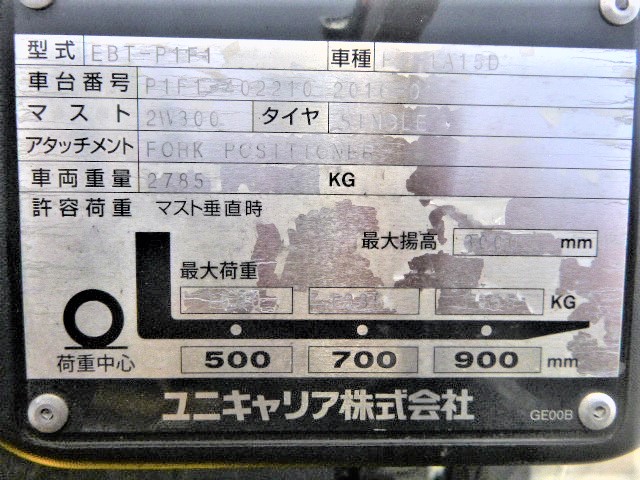 型式 EBT-P1F1 車種
車台番号
マスト 2W300 タイヤ SINGLE
アタッチメント FORK POSITIONER
車両重量 2785 KG
許容荷重 マスト垂直時
最大揚高 mm
最大荷重
KG
荷重中心 500 700 900 mm
ユニキャリア株式会社 GE00B